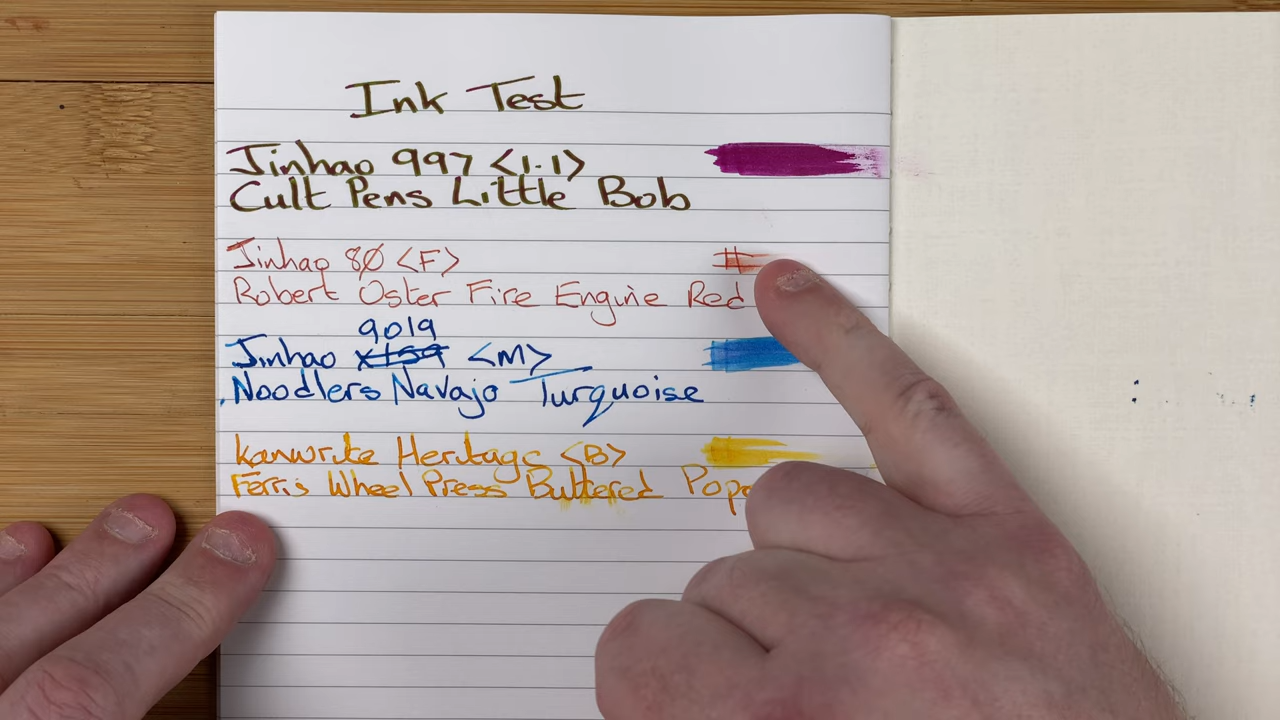 Ink Test
Jinhao 997 <1.1>
Cult Pens Little Bob
Jinhao 80 <F>
Robert Oster Fire Engine Red
9019
Jinhao x159 <M>
Noodlers Navajo Turquoise
Kanwrite Heritage <B>
Ferris Wheel Press Buttered